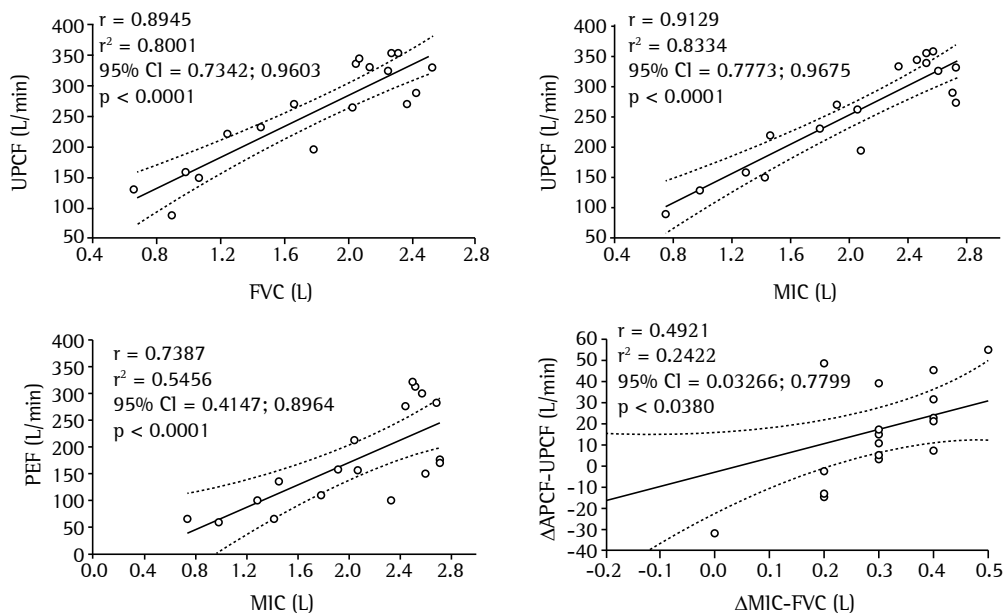 r = 0.8945
r² = 0.8001
95% CI = 0.7342; 0.9603
p < 0.0001
UPCF (L/min)
400
350
300
250
200
150
100
50
0.4 0.8 1.2 1.6 2.0 2.4 2.8
FVC (L)
r = 0.9129
r² = 0.8334
95% CI = 0.7773; 0.9675
p < 0.0001
UPCF (L/min)
400
350
300
250
200
150
100
50
0.4 0.8 1.2 1.6 2.0 2.4 2.8
MIC (L)
r = 0.7387
r² = 0.5456
95% CI = 0.4147; 0.8964
p < 0.0001
PEF (L/min)
400
350
300
250
200
150
100
50
0
0.0 0.4 0.8 1.2 1.6 2.0 2.4 2.8 3.0
MIC (L)
r = 0.4921
r² = 0.2422
95% CI = 0.03266; 0.7799
p < 0.0380
ΔAPCF-UPCF (L/min)
60
50
40
30
20
10
0
-10
-20
-30
-40
-0.2 -0.1 0.0 0.1 0.2 0.3 0.4 0.5
ΔMIC-FVC (L)